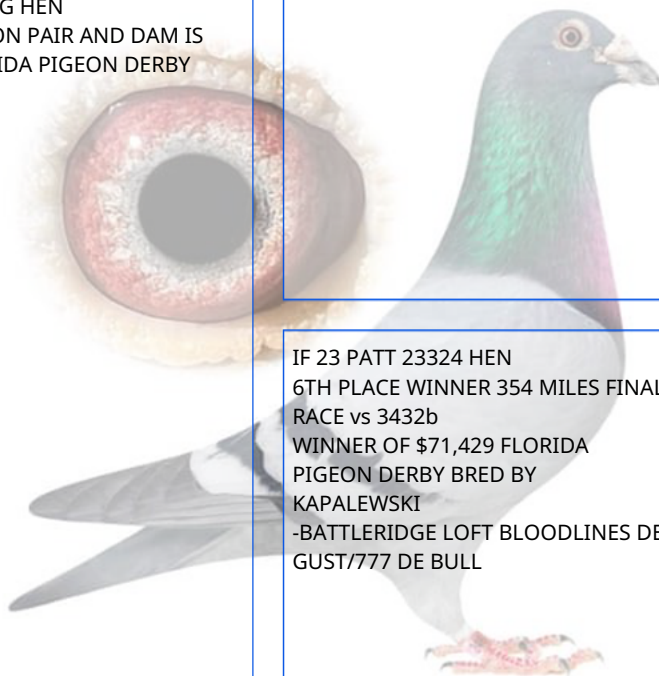 G HEN
ON PAIR AND DAM IS
IDA PIGEON DERBY
IF 23 PATT 23324 HEN
6TH PLACE WINNER 354 MILES FINAL
RACE vs 3432b
WINNER OF $71,429 FLORIDA
PIGEON DERBY BRED BY
KAPALEWSKI
-BATTLERIDGE LOFT BLOODLINES DE
GUST/777 DE BULL